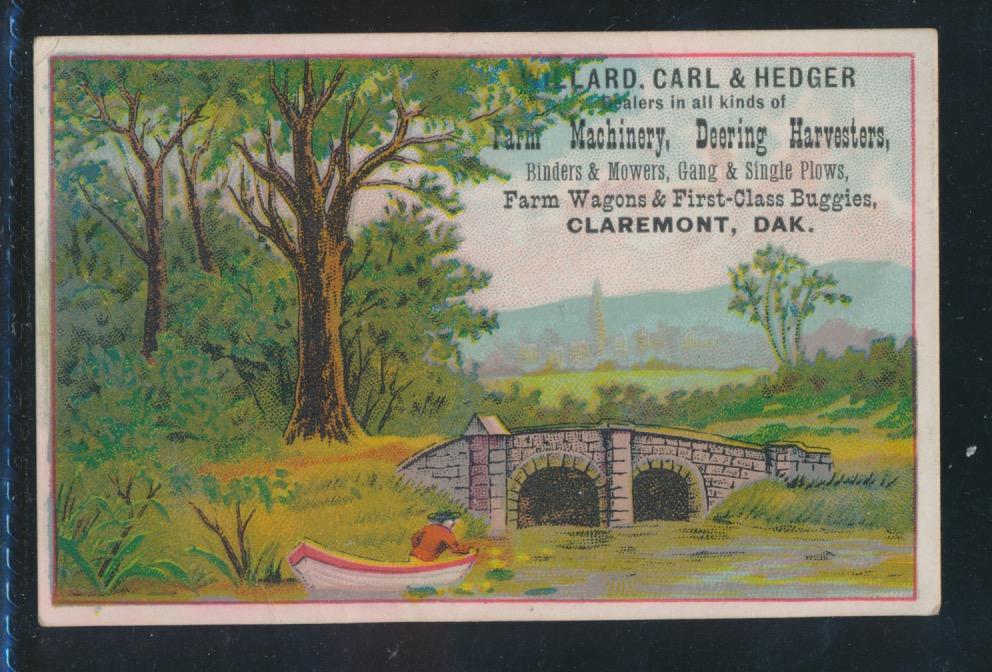 LARD, CARL & HEDGER
Dealers in all kinds of
Farm Machinery, Deering Harvesters,
Binders & Mowers, Gang & Single Plows,
Farm Wagons & First-Class Buggies,
CLAREMONT, DAK.